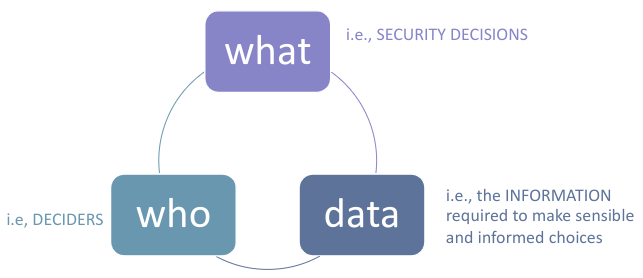 what
i.e., SECURITY DECISIONS
who
i.e, DECIDERS
data
i.e., the INFORMATION
required to make sensible
and informed choices